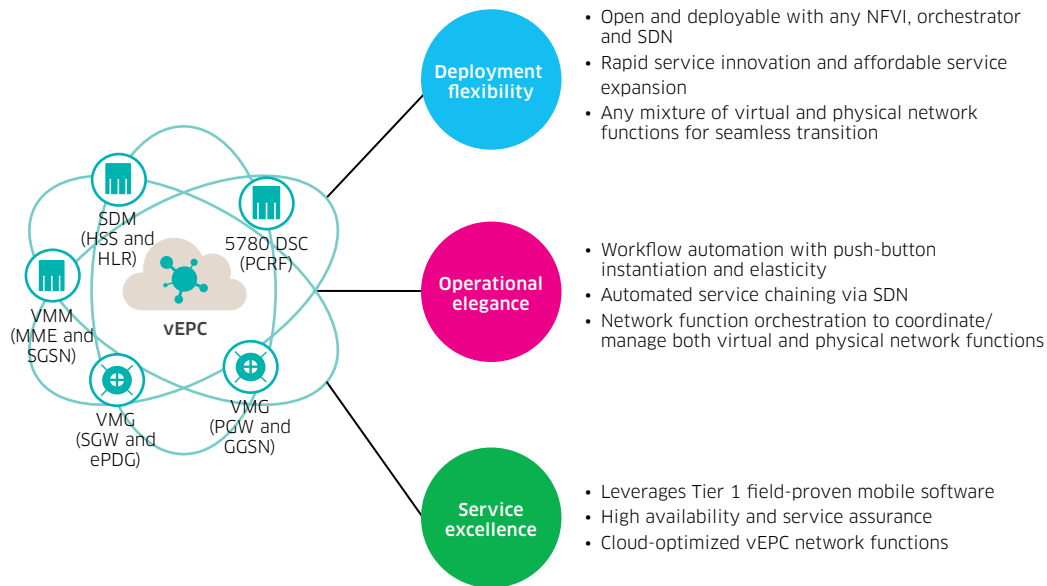 SDM
(HSS and
HLR)
5780 DSC
(PCRF)
VMM
(MME and
SGSN)
vEPC
VMG
(SGW and
ePDG)
VMG
(PGW and
GGSN)
Deployment
flexibility
• Open and deployable with any NFVI, orchestrator
and SDN
• Rapid service innovation and affordable service
expansion
• Any mixture of virtual and physical network
functions for seamless transition
Operational
elegance
• Workflow automation with push-button
instantiation and elasticity
• Automated service chaining via SDN
• Network function orchestration to coordinate/
manage both virtual and physical network functions
Service
excellence
• Leverages Tier 1 field-proven mobile software
• High availability and service assurance
• Cloud-optimized vEPC network functions